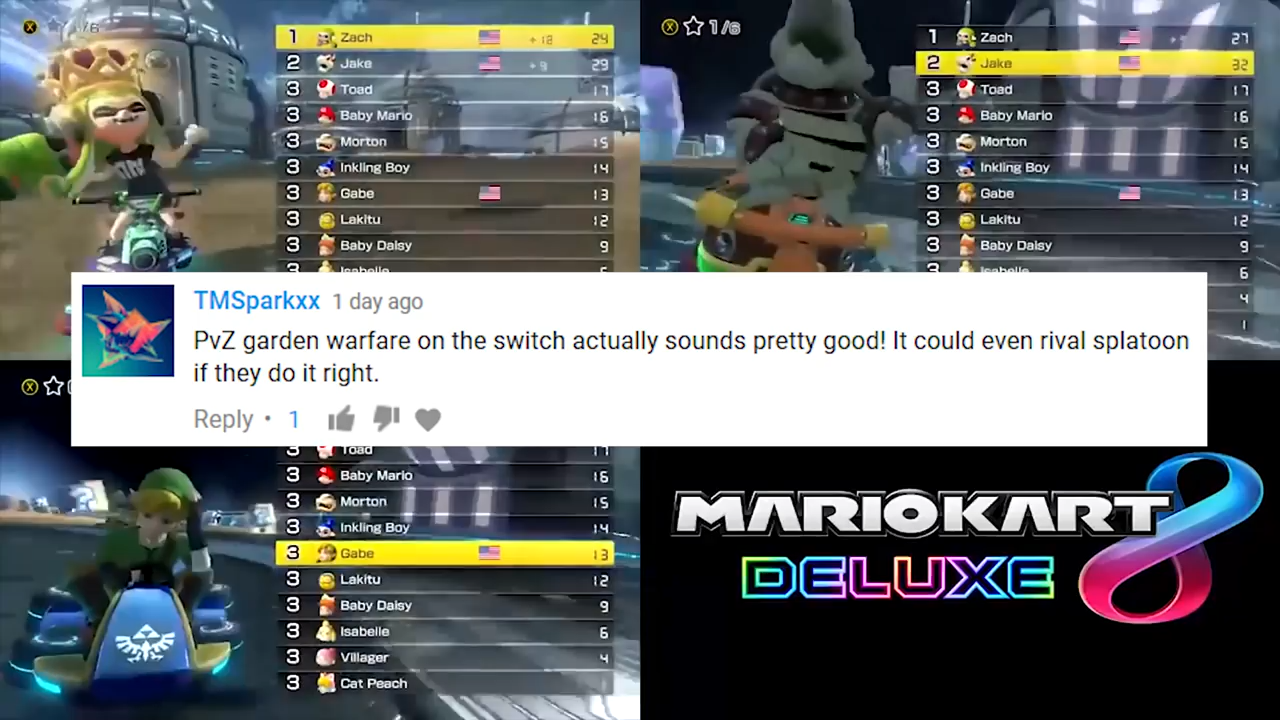 X 1/6
1 Zach +18 24
2 Jake +9 29
3 Toad 17
3 Baby Mario 16
3 Morton 15
3 Inkling Boy 14
3 Gabe 13
3 Lakitu 12
3 Baby Daisy 9
3 Isabelle 6
X 1/6
1 Zach 27
2 Jake 32
3 Toad 17
3 Baby Mario 16
3 Morton 15
3 Inkling Boy 14
3 Gabe 13
3 Lakitu 12
3 Baby Daisy 9
3 Isabelle 6
4
1
TMSparkxx 1 day ago
PvZ garden warfare on the switch actually sounds pretty good! It could even rival splatoon
if they do it right.
Reply • 1
X
3 Toad 17
3 Baby Mario 16
3 Morton 15
3 Inkling Boy 14
3 Gabe 13
3 Lakitu 12
3 Baby Daisy 9
3 Isabelle 6
3 Villager 4
3 Cat Peach
MARIOKART 8
DELUXE